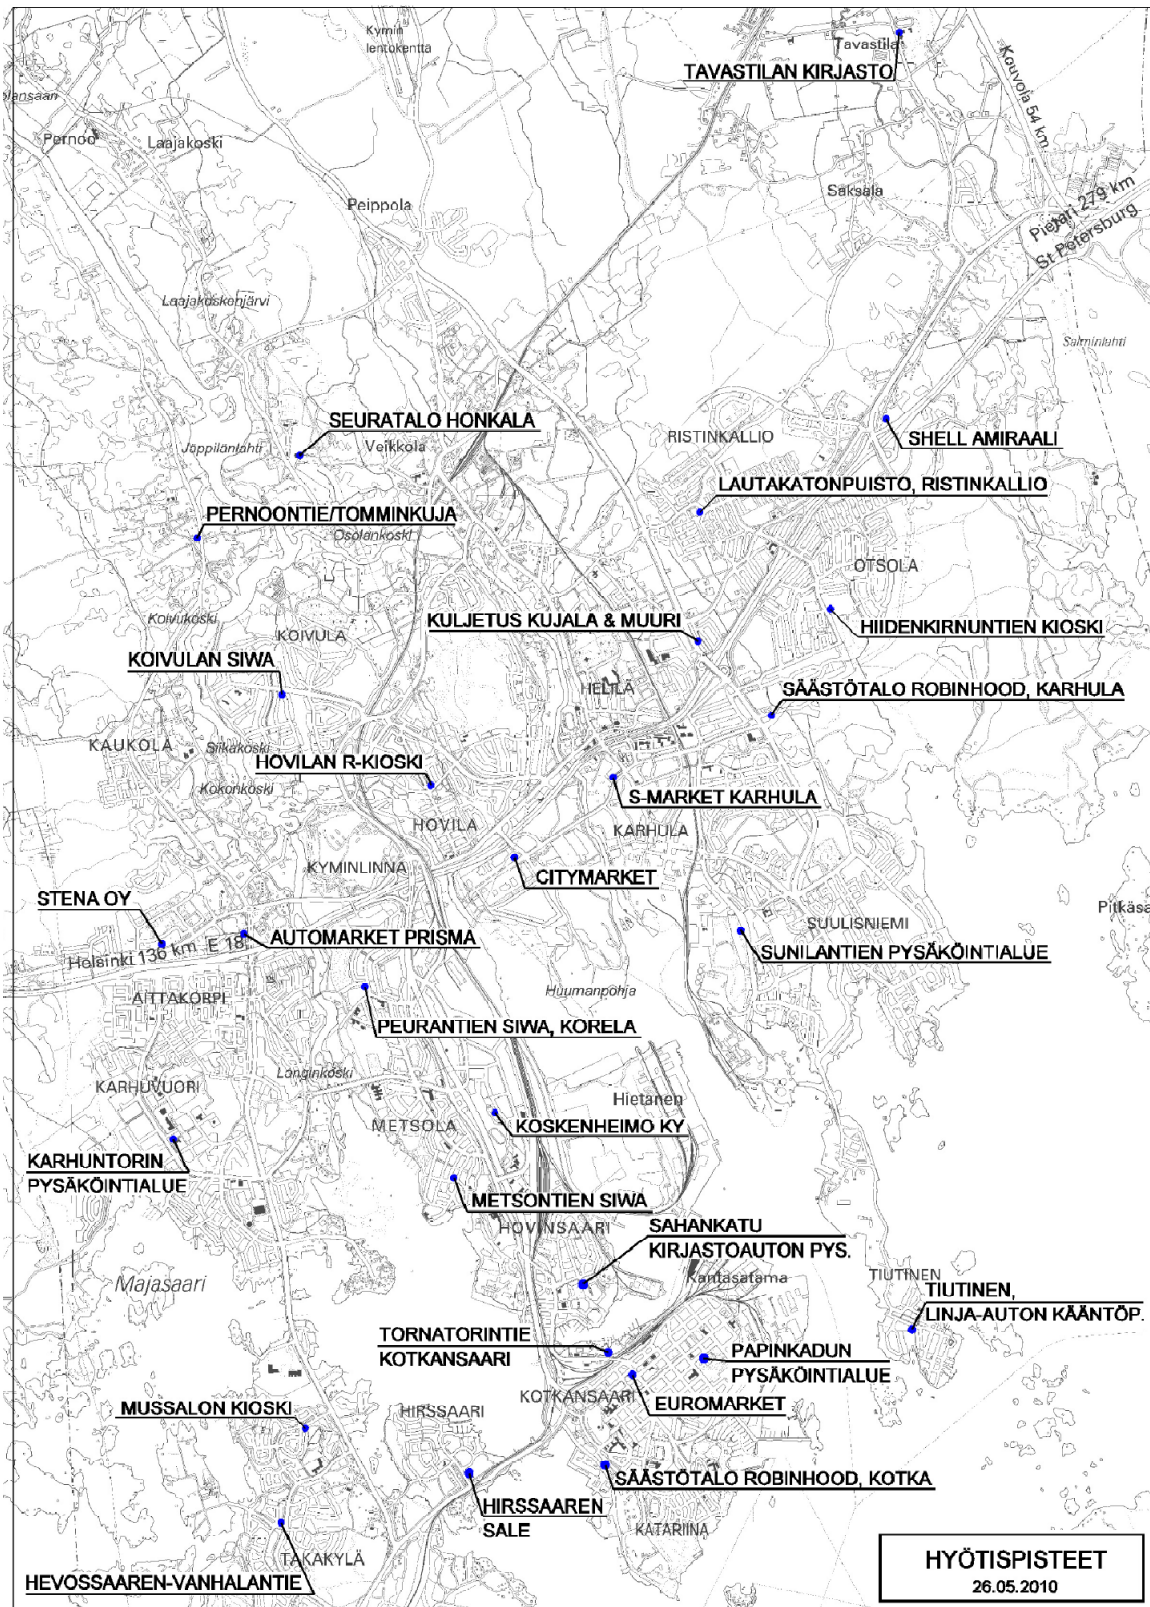 Kymin
lentokenttä
Tavastila
TAVASTILAN KIRJASTO
Kouvola 54 km
Pernoo
Laajakoski
Saksala
Peippola
Pietari 279 km
St Petersburg
Laajakoskenjärvi
Salminlahti
SEURATALO HONKALA
Veikkola
Jäppilänlahti
RISTINKALLIO
SHELL AMIRAALI
LAUTAKATONPUISTO, RISTINKALLIO
PERNOONTIE/TOMMINKUJA
Osolankoski
OTSOLA
Koivukoski
KOIVULA
KULJETUS KUJALA & MUURI
HIIDENKIRNUNTIEN KIOSKI
KOIVULAN SIWA
HELILÄ
SÄÄSTÖTALO ROBINHOOD, KARHULA
KAUKOLA
Siikakoski
HOVILAN R-KIOSKI
Kokonkoski
S-MARKET KARHULA
HOVILA
KARHULA
KYMINLINNA
CITYMARKET
STENA OY
Pitkäsa
SUULISNIEMI
AUTOMARKET PRISMA
Helsinki 136 km E 18
SUNILANTIEN PYSÄKÖINTIALUE
AITTAKORPI
Huumanpohja
PEURANTIEN SIWA, KORELA
Langinkoski
KARHUVUORI
Hietanen
METSOLA
KOSKENHEIMO KY
KARHUNTORIN
PYSÄKÖINTIALUE
METSONTIEN SIWA
HOVINSAARI
SAHANKATU
KIRJASTOAUTON PYS.
Majasaari
Kantasatama
TIUTINEN
TIUTINEN,
LINJA-AUTON KÄÄNTÖP.
TORNATORINTIE
KOTKANSAARI
PAPINKADUN
PYSÄKÖINTIALUE
KOTKANSAARI
EUROMARKET
MUSSALON KIOSKI
HIRSSAARI
SÄÄSTÖTALO ROBINHOOD, KOTKA
HIRSSAAREN
SALE
KATARIINA
TAKAKYLÄ
HEVOSSAAREN-VANHALANTIE
HYÖTISPISTEET
26.05.2010